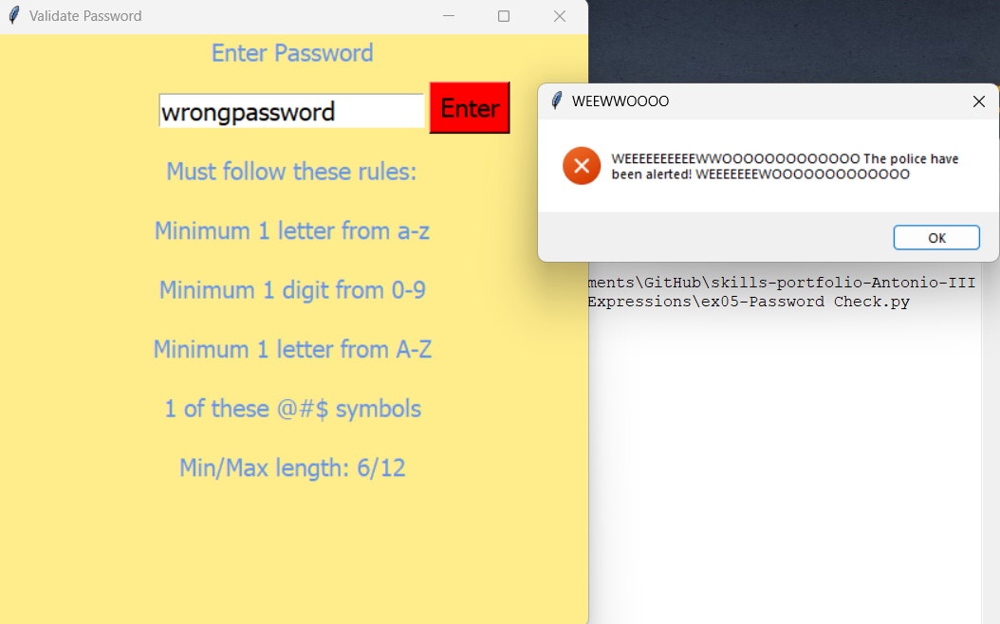 Validate Password
Enter Password
wrongpassword
Enter
Must follow these rules:
Minimum 1 letter from a-z
Minimum 1 digit from 0-9
Minimum 1 letter from A-Z
1 of these @#$ symbols
Min/Max length: 6/12
WEEWWOOOO
WEEEEEEEEEEWWOOOOOOOOOOOOO The police have
been alerted! WEEEEEEEWOOOOOOOOOOOOO
OK
ments\GitHub\skills-portfolio-Antonio-III
Expressions\ex05-Password Check.py